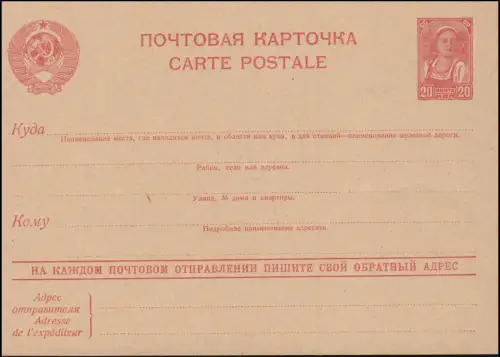 ПОЧТОВАЯ КАРТОЧКА
CARTE POSTALE
20 20
Куда
Наименование места, где находится почта, и области или края, а для станций—наименование железной дороги.
Район, село или деревня.
Улица, № дома и квартиры.
Кому
Подробное наименование адресата.
НА КАЖДОМ ПОЧТОВОМ ОТПРАВЛЕНИИ ПИШИТЕ СВОЙ ОБРАТНЫЙ АДРЕС
Адрес
отправителя
Adresse
de l'expéditeur